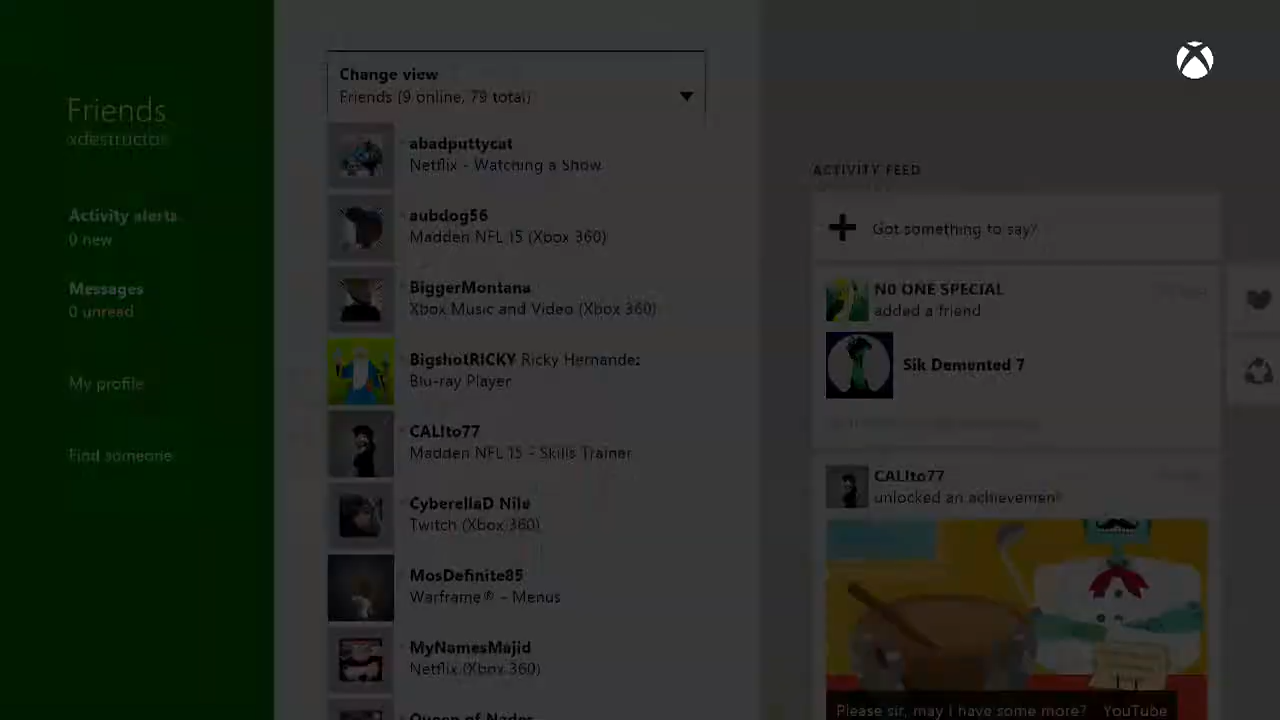 Friends
xdestructor
Activity alerts
0 new
Messages
0 unread
My profile
Find someone
Change view
Friends (9 online, 79 total)
abadputtycat
Netflix - Watching a Show
aubdog56
Madden NFL 15 (Xbox 360)
BiggerMontana
Xbox Music and Video (Xbox 360)
BigshotRICKY Ricky Hernandez
Blu-ray Player
CALIto77
Madden NFL 15 - Skills Trainer
CyberellaD Nile
Twitch (Xbox 360)
MosDefinite85
Warframe® - Menus
MyNamesMajid
Netflix (Xbox 360)
Queen of Nades
ACTIVITY FEED
Got something to say?
N0 ONE SPECIAL
added a friend
Sik Demented 7
CALIto77
unlocked an achievement
Please sir, may I have some more? YouTube